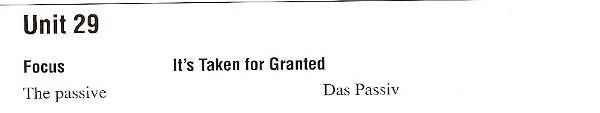 Unit 29
Focus It's Taken for Granted
The passive Das Passiv